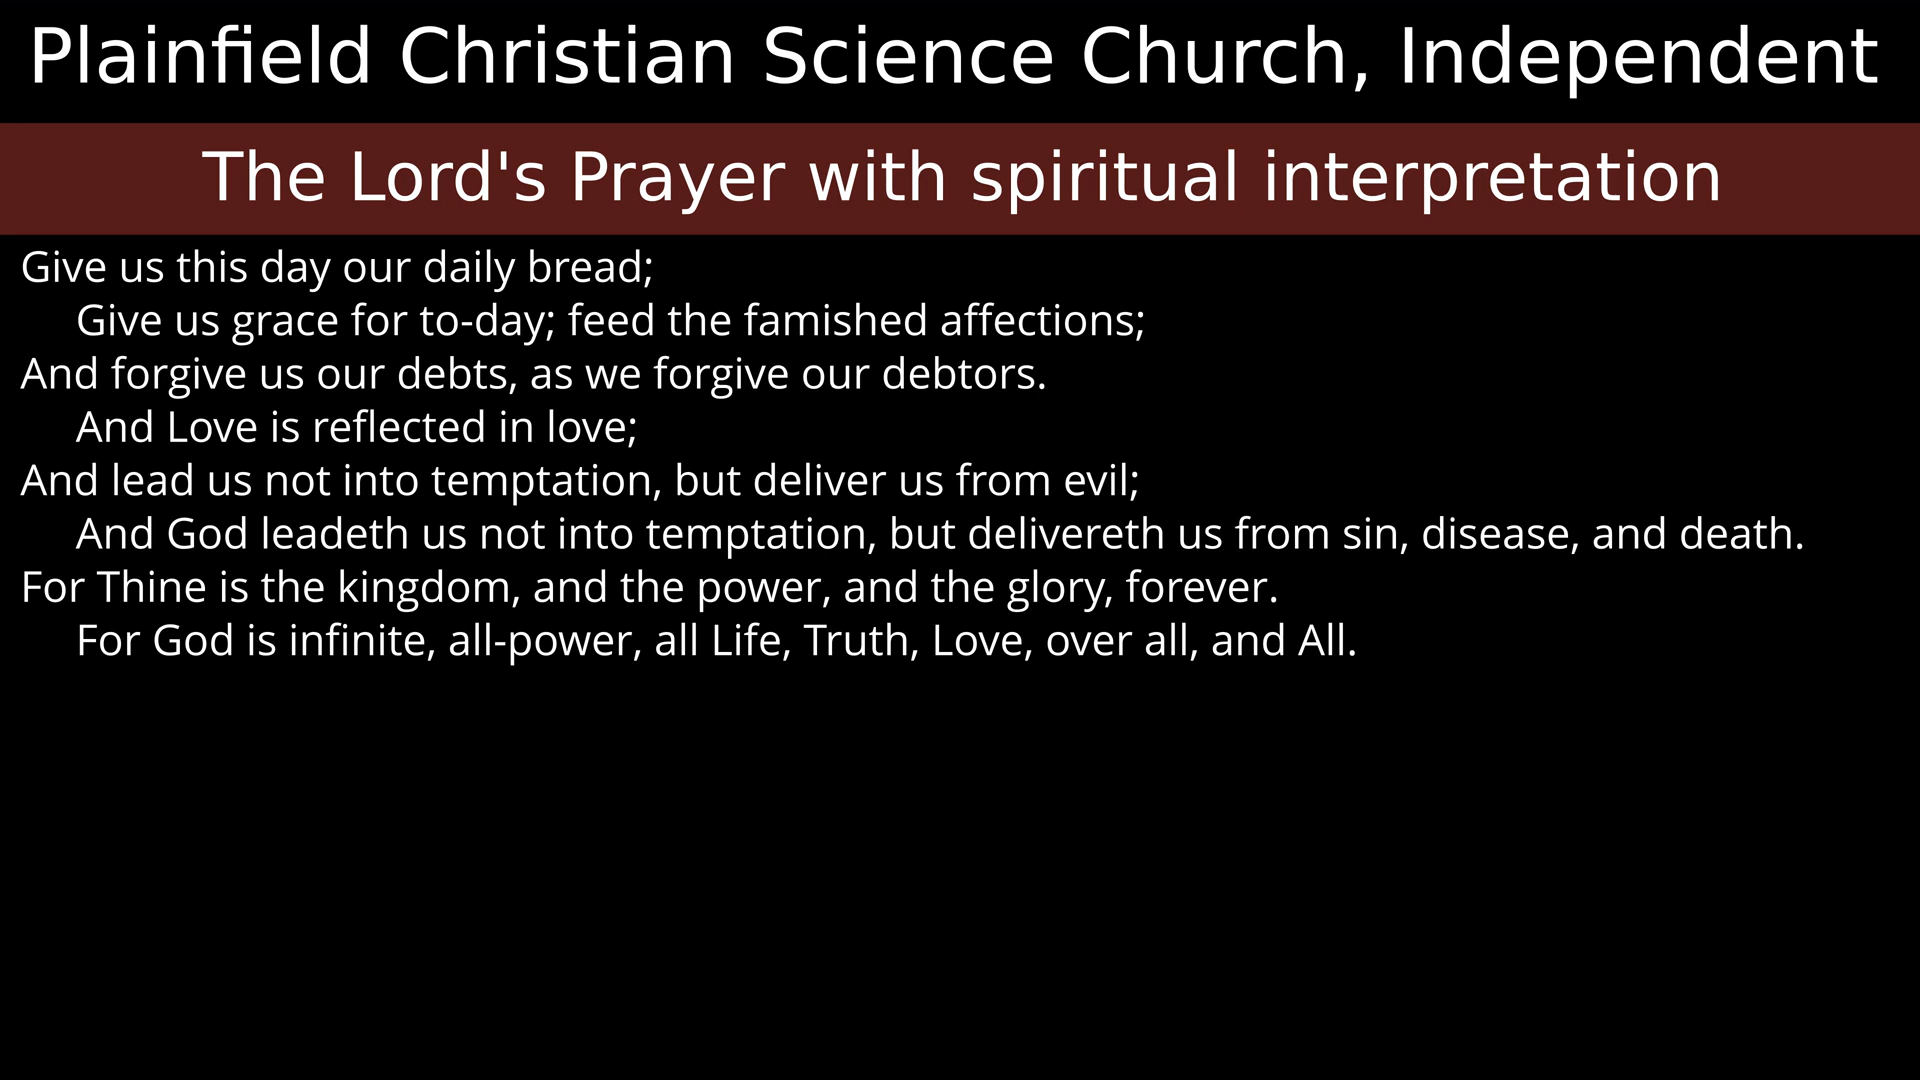 Plainfield Christian Science Church, Independent
The Lord's Prayer with spiritual interpretation
Give us this day our daily bread;
Give us grace for to-day; feed the famished affections;
And forgive us our debts, as we forgive our debtors.
And Love is reflected in love;
And lead us not into temptation, but deliver us from evil;
And God leadeth us not into temptation, but delivereth us from sin, disease, and death.
For Thine is the kingdom, and the power, and the glory, forever.
For God is infinite, all-power, all Life, Truth, Love, over all, and All.